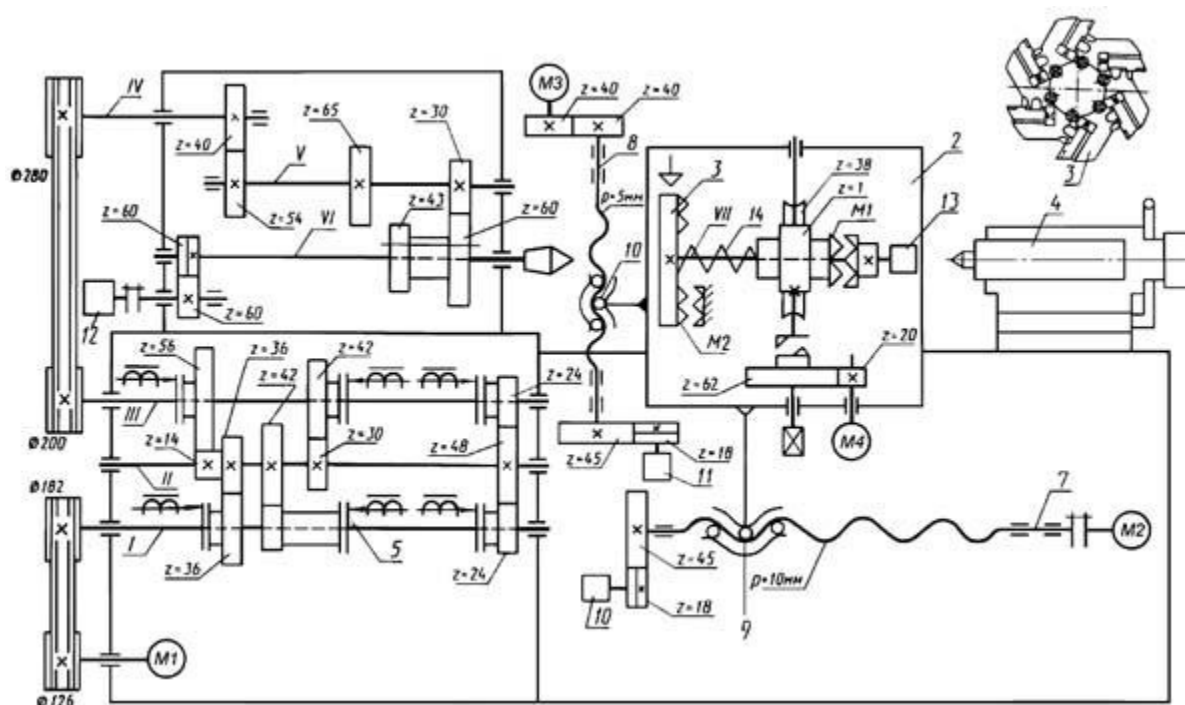 IV
z=40
Ø280
z=65
V
z=30
z=54
z=43
z=60
z=60
VI
12
z=60
M3
z=40
z=40
8
p=5мм
10
3
VII
14
z=38
z=1
M1
2
13
M2
z=20
z=62
M4
3
4
z=56
z=36
z=42
z=42
z=24
III
Ø200
z=14
z=30
z=48
II
Ø182
I
z=36
5
z=24
M1
Ø126
z=45
z=18
11
7
z=45
p=10мм
M2
10
z=18
9